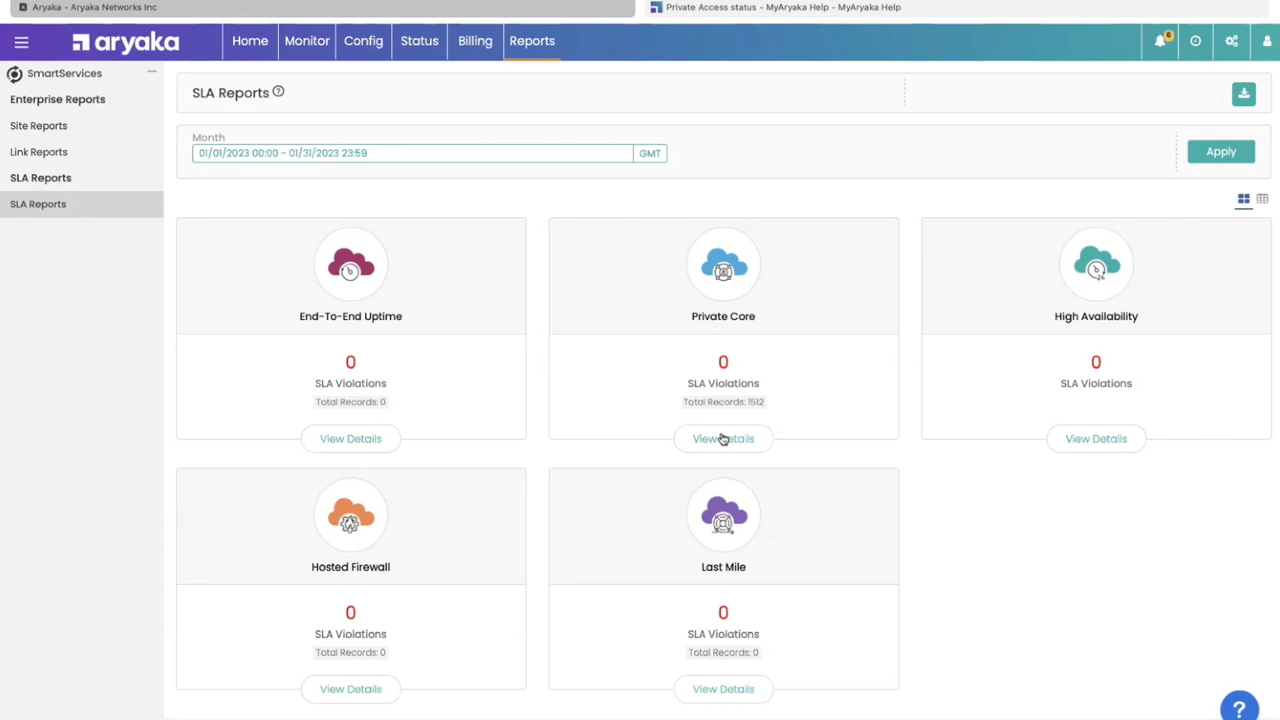 Aryaka - Aryaka Networks Inc
Private Access status - MyAryaka Help - MyAryaka Help
aryaka
Home
Monitor
Config
Status
Billing
Reports
6
SmartServices
Enterprise Reports
Site Reports
Link Reports
SLA Reports
SLA Reports
SLA Reports
Month
01/01/2023 00:00 - 01/31/2023 23:59
GMT
Apply
End-To-End Uptime
0
SLA Violations
Total Records: 0
View Details
Private Core
0
SLA Violations
Total Records: 1512
View Details
High Availability
0
SLA Violations
View Details
Hosted Firewall
0
SLA Violations
Total Records: 0
View Details
Last Mile
0
SLA Violations
Total Records: 0
View Details
?